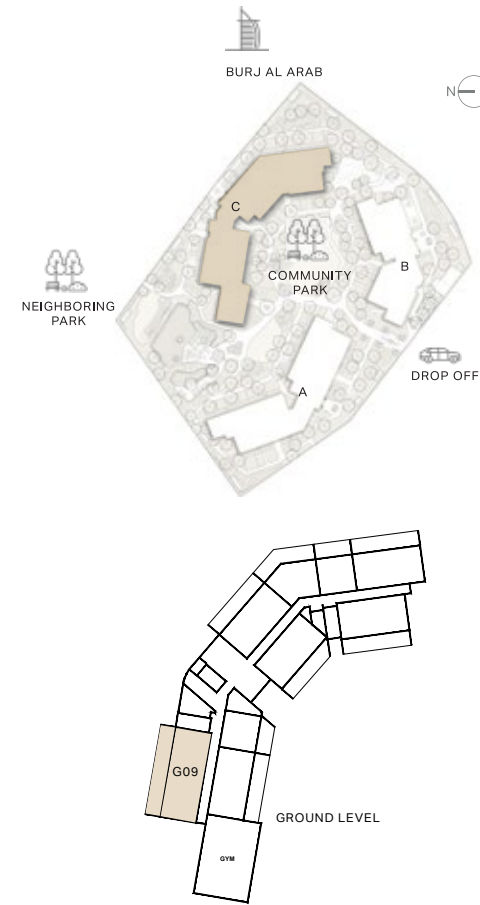 BURJ AL ARAB
N
C
COMMUNITY
PARK
B
NEIGHBORING
PARK
DROP OFF
A
G09
GROUND LEVEL
GYM